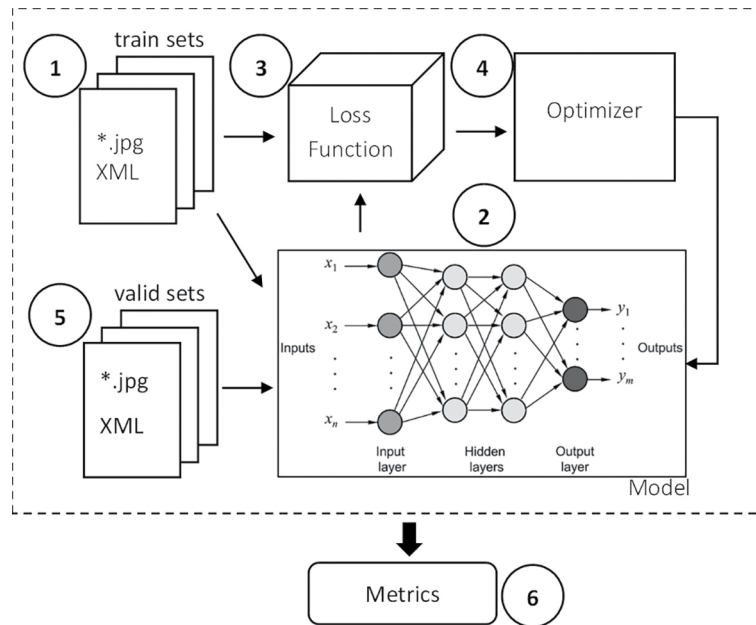 train sets
1
3
4
*.jpg
XML
Loss
Function
Optimizer
2
valid sets
5
*.jpg
XML
x1
x2
xn
Inputs
y1
ym
Outputs
Input
layer
Hidden
layers
Output
layer
Model
Metrics
6